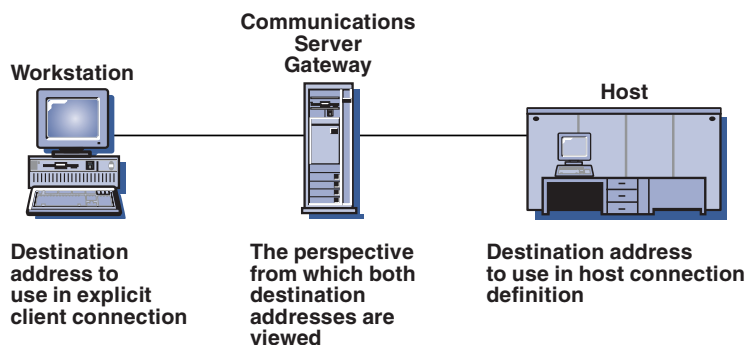 Communications
Server
Gateway
Workstation
Host
Destination
address to
use in explicit
client connection
The perspective
from which both
destination
addresses are
viewed
Destination address
to use in host connection
definition